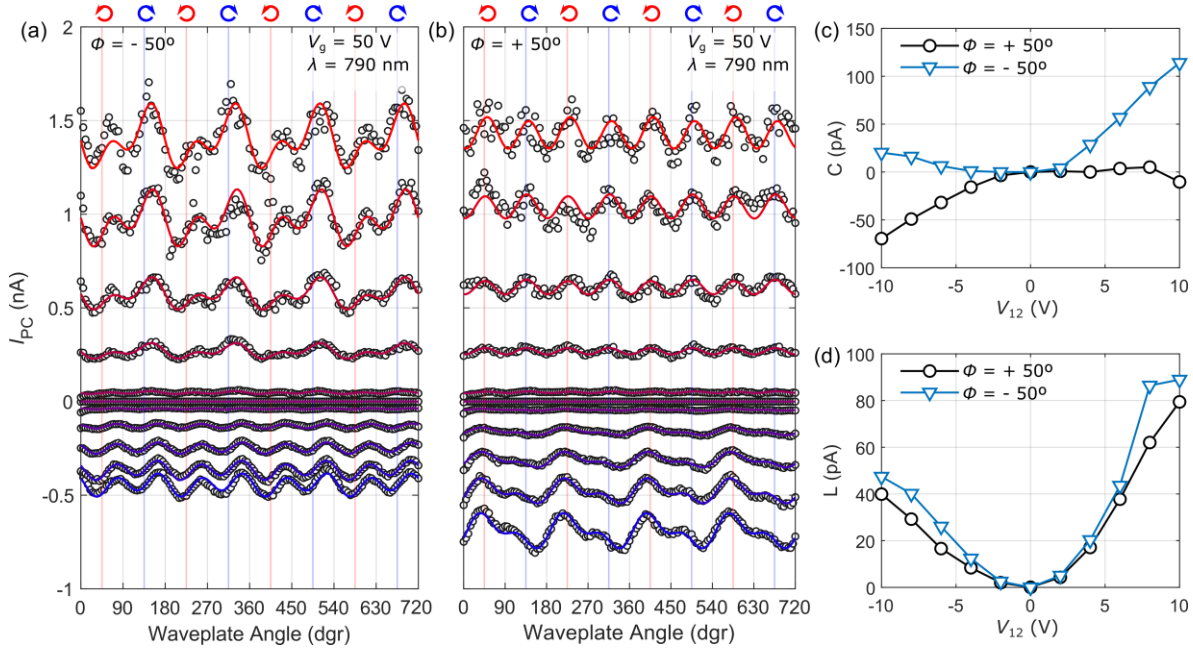 (a)
Φ = - 50º
V_g = 50 V
λ = 790 nm
2
1.5
1
0.5
0
-0.5
-1
I_PC (nA)
0 90 180 270 360 450 540 630 720
Waveplate Angle (dgr)
(b)
Φ = + 50º
V_g = 50 V
λ = 790 nm
0 90 180 270 360 450 540 630 720
Waveplate Angle (dgr)
(c)
Φ = + 50º
Φ = - 50º
150
100
50
0
-50
-100
C (pA)
-10 -5 0 5 10
V_12 (V)
(d)
Φ = + 50º
Φ = - 50º
100
80
60
40
20
0
L (pA)
-10 -5 0 5 10
V_12 (V)